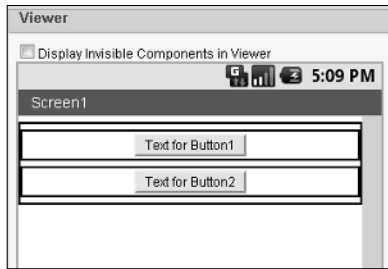 Viewer
Display Invisible Components in Viewer
5:09 PM
Screen1
Text for Button1
Text for Button2